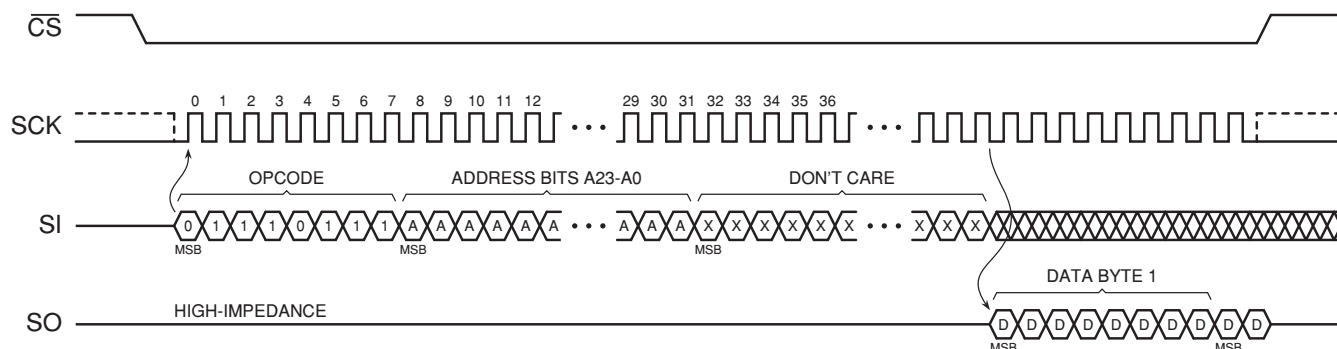 CS
0 1 2 3 4 5 6 7 8 9 10 11 12 29 30 31 32 33 34 35 36
SCK • • • • • •
OPCODE ADDRESS BITS A23-A0 DON'T CARE
SI 0 1 1 1 0 1 1 1 A A A A A A • • • A A A X X X X X X • • • X X X
MSB MSB MSB
DATA BYTE 1
HIGH-IMPEDANCE
SO D D D D D D D D D D
MSB MSB